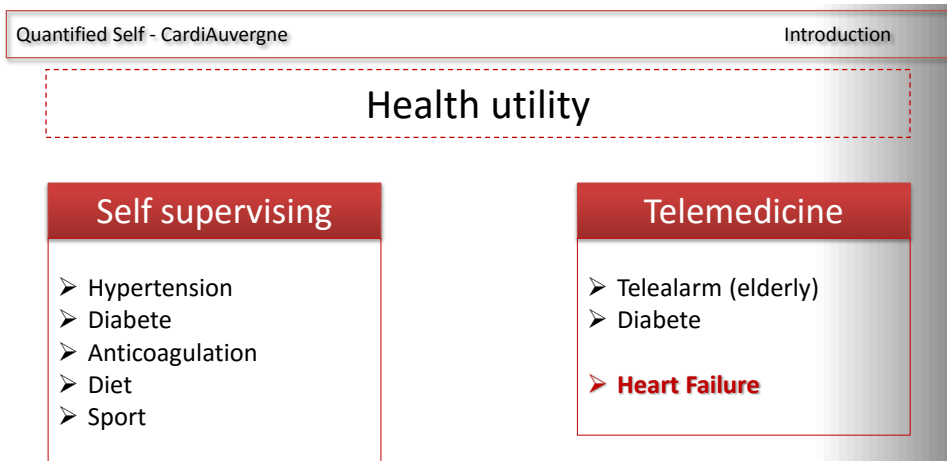 Quantified Self - CardiAuvergne
Introduction
Health utility
Self supervising
➢ Hypertension
➢ Diabete
➢ Anticoagulation
➢ Diet
➢ Sport
Telemedicine
➢ Telealarm (elderly)
➢ Diabete
➢ Heart Failure